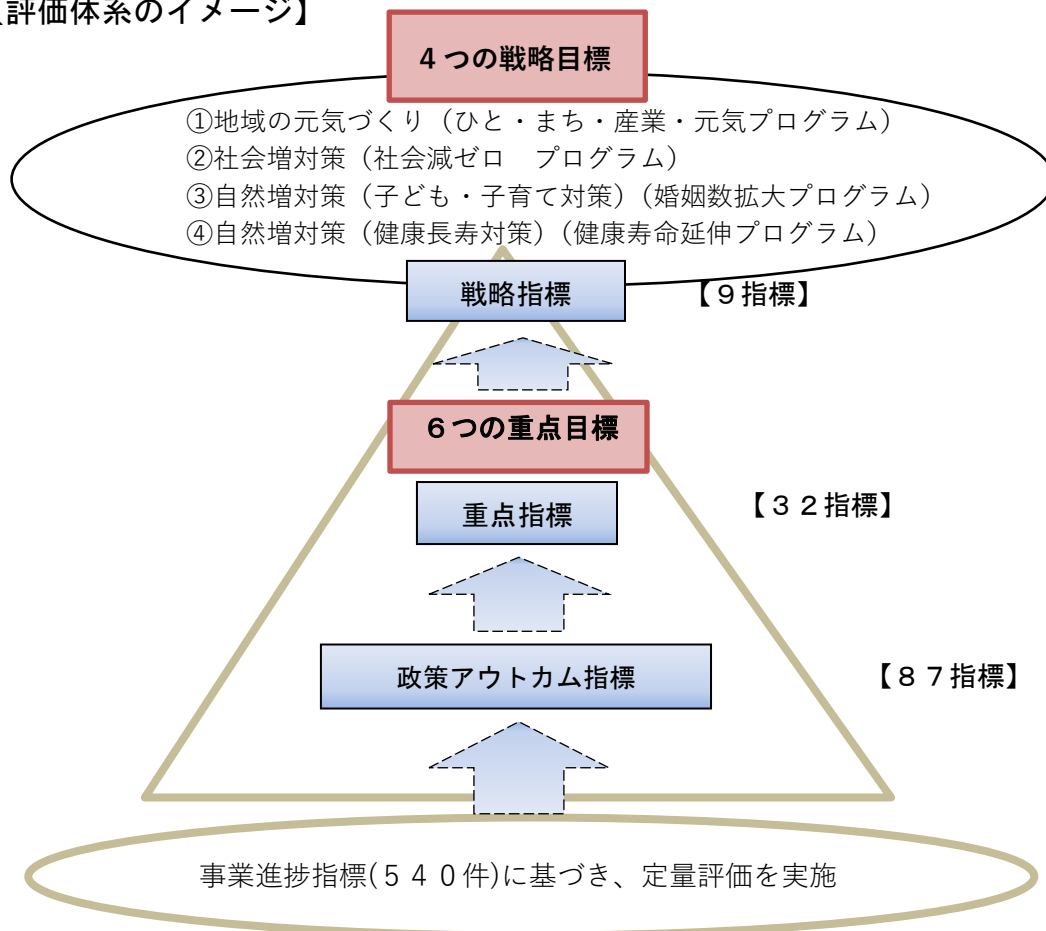 評価体系のイメージ】
4つの戦略目標
①地域の元気づくり（ひと・まち・産業・元気プログラム）
②社会増対策（社会減ゼロ　プログラム）
③自然増対策（子ども・子育て対策）（婚姻数拡大プログラム）
④自然増対策（健康長寿対策）（健康寿命延伸プログラム）
戦略指標
【９指標】
６つの重点目標
重点指標
【３２指標】
政策アウトカム指標
【８７指標】
事業進捗指標(５４０件)に基づき、定量評価を実施